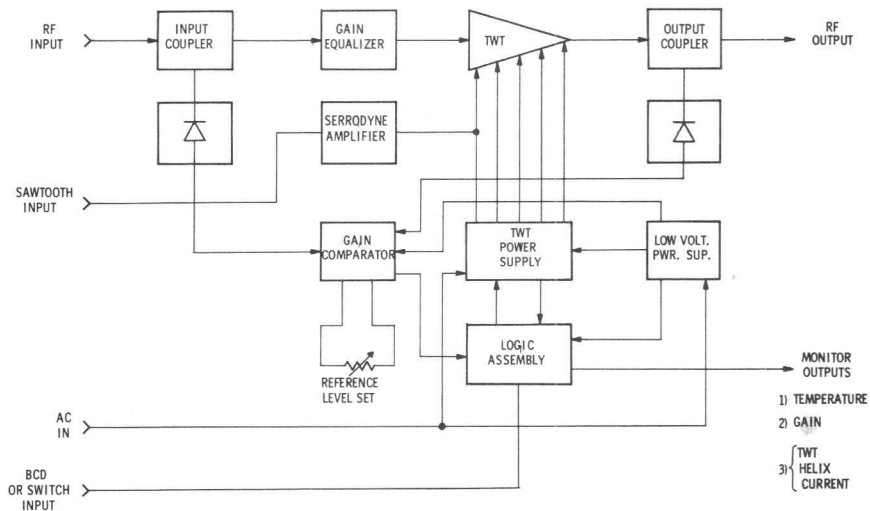 RF
INPUT
INPUT
COUPLER
GAIN
EQUALIZER
TWT
OUTPUT
COUPLER
RF
OUTPUT
SERRODYNE
AMPLIFIER
SAWTOOTH
INPUT
GAIN
COMPARATOR
TWT
POWER
SUPPLY
LOW VOLT.
PWR. SUP.
LOGIC
ASSEMBLY
REFERENCE
LEVEL SET
MONITOR
OUTPUTS
1) TEMPERATURE
2) GAIN
3) TWT
HELIX
CURRENT
AC
IN
BCD
OR SWITCH
INPUT